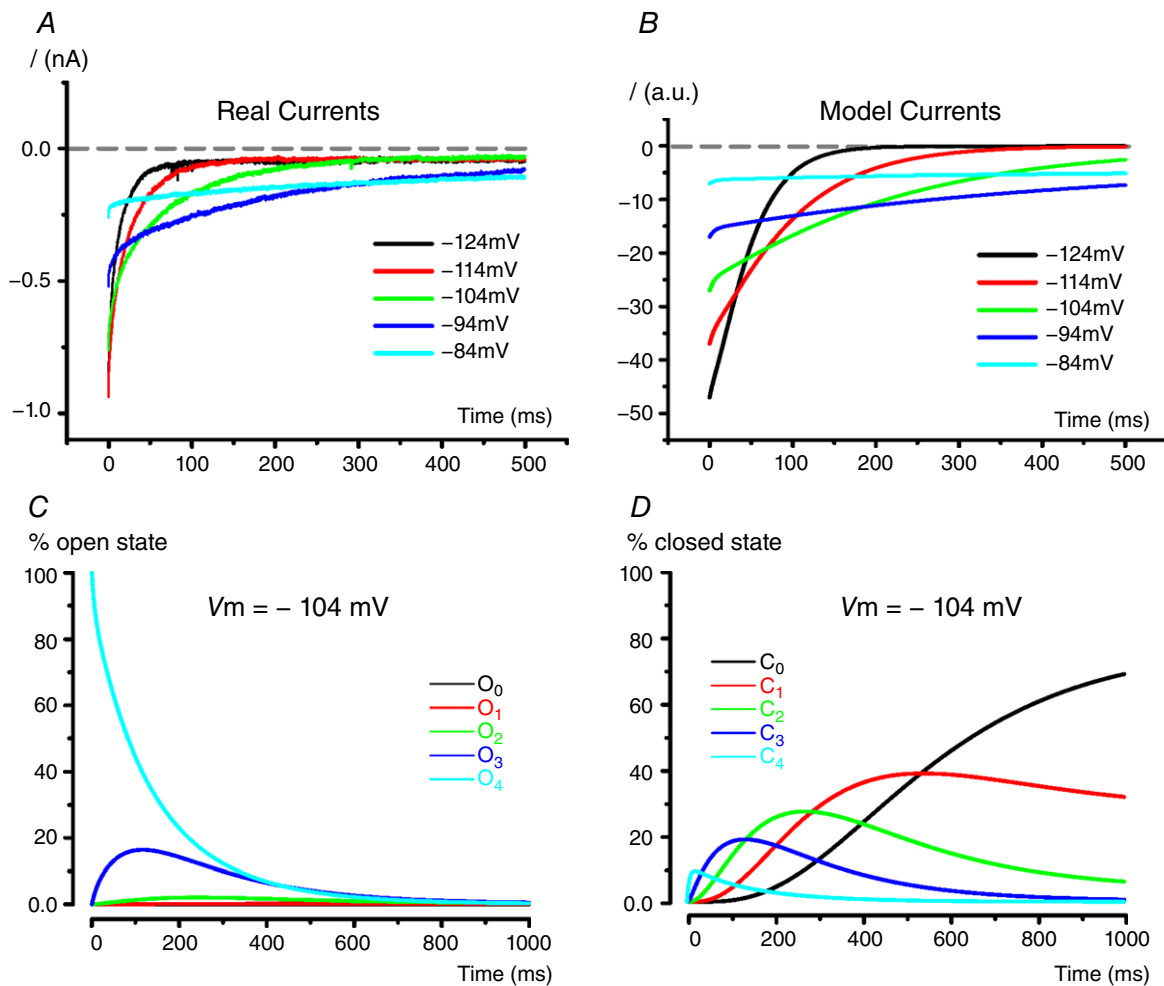 A
/ (nA)
Real Currents
0.0
−0.5
−1.0
−124mV
−114mV
−104mV
−94mV
−84mV
Time (ms)
0 100 200 300 400 500
B
/ (a.u.)
Model Currents
0
−10
−20
−30
−40
−50
−124mV
−114mV
−104mV
−94mV
−84mV
Time (ms)
0 100 200 300 400 500
C
% open state
Vm = − 104 mV
100
80
60
40
20
0.0
O0
O1
O2
O3
O4
0 200 400 600 800 1000
Time (ms)
D
% closed state
Vm = − 104 mV
100
80
60
40
20
0.0
C0
C1
C2
C3
C4
0 200 400 600 800 1000
Time (ms)